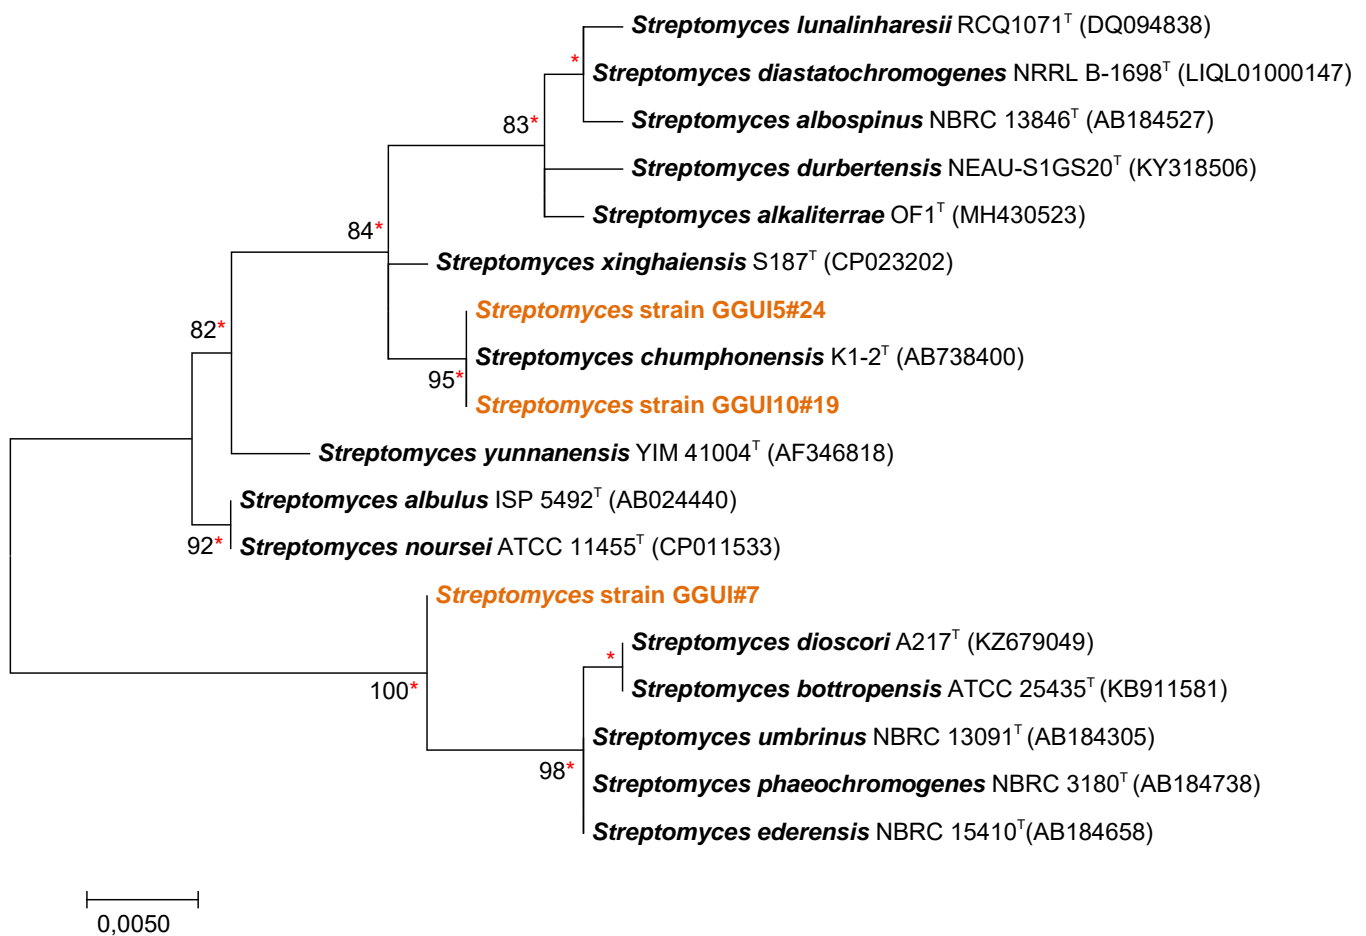 Streptomyces lunalinharesii RCQ1071ᵀ (DQ094838)
*
Streptomyces diastatochromogenes NRRL B-1698ᵀ (LIQL01000147)
83*
Streptomyces albospinus NBRC 13846ᵀ (AB184527)
Streptomyces durbertensis NEAU-S1GS20ᵀ (KY318506)
Streptomyces alkaliterrae OF1ᵀ (MH430523)
84*
Streptomyces xinghaiensis S187ᵀ (CP023202)
Streptomyces strain GGUI5#24
82*
Streptomyces chumphonensis K1-2ᵀ (AB738400)
95*
Streptomyces strain GGUI10#19
Streptomyces yunnanensis YIM 41004ᵀ (AF346818)
Streptomyces albulus ISP 5492ᵀ (AB024440)
92*
Streptomyces noursei ATCC 11455ᵀ (CP011533)
Streptomyces strain GGUI#7
Streptomyces dioscori A217ᵀ (KZ679049)
*
100*
Streptomyces bottropensis ATCC 25435ᵀ (KB911581)
Streptomyces umbrinus NBRC 13091ᵀ (AB184305)
98*
Streptomyces phaeochromogenes NBRC 3180ᵀ (AB184738)
Streptomyces ederensis NBRC 15410ᵀ(AB184658)
0,0050